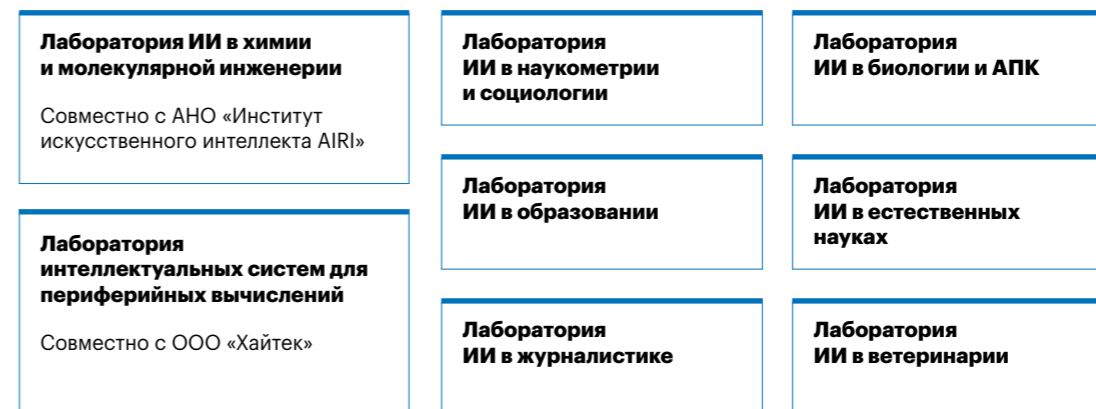 Лаборатория ИИ в химии
и молекулярной инженерии
Совместно с АНО «Институт
искусственного интеллекта AIRI»
Лаборатория
интеллектуальных систем для
периферийных вычислений
Совместно с ООО «Хайтек»
Лаборатория
ИИ в наукометрии
и социологии
Лаборатория
ИИ в образовании
Лаборатория
ИИ в журналистике
Лаборатория
ИИ в биологии и АПК
Лаборатория
ИИ в естественных
науках
Лаборатория
ИИ в ветеринарии